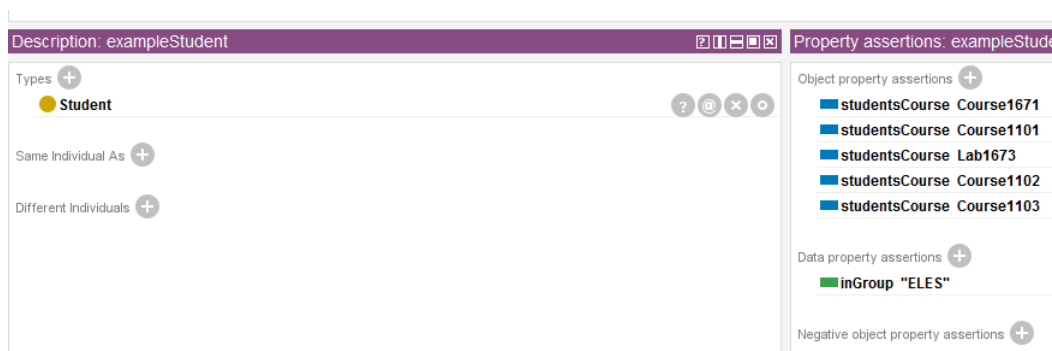 Description: exampleStudent
Types
Student
Same Individual As
Different Individuals
Property assertions: exampleStude
Object property assertions
studentsCourse Course1671
studentsCourse Course1101
studentsCourse Lab1673
studentsCourse Course1102
studentsCourse Course1103
Data property assertions
inGroup "ELES"
Negative object property assertions